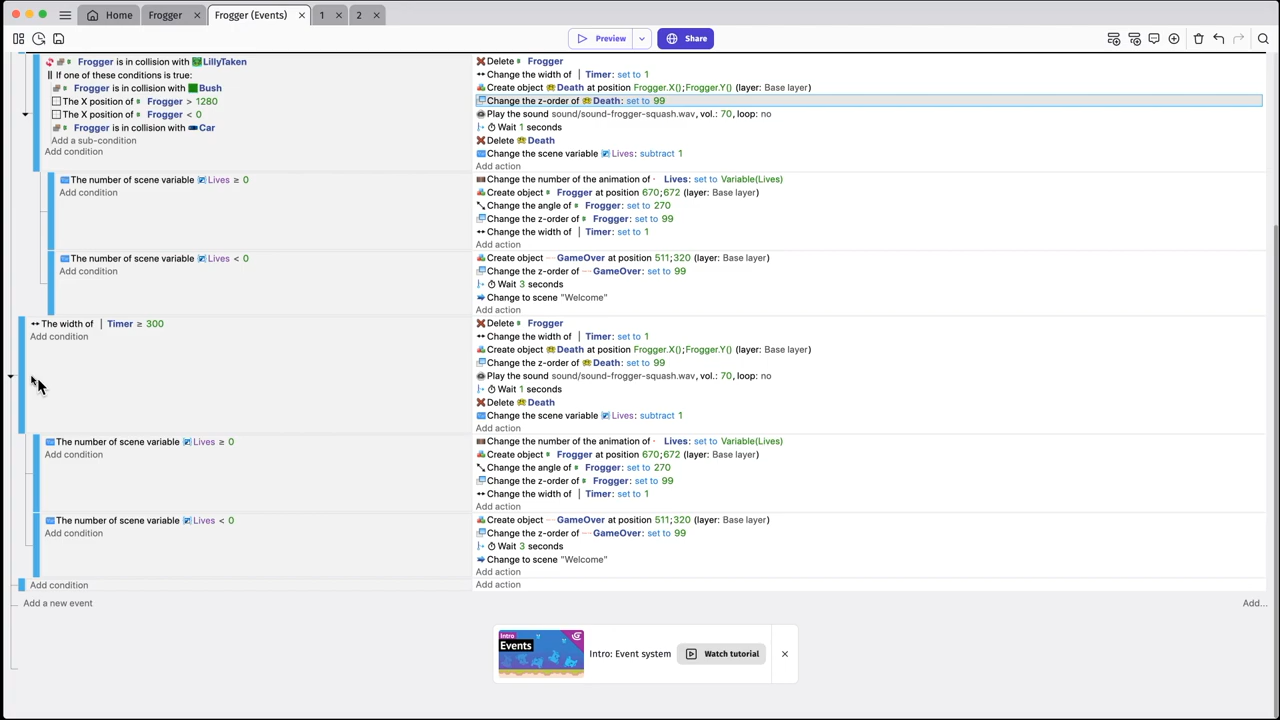 Home
Frogger
Frogger (Events)
1
2
Preview
Share
Frogger is in collision with LillyTaken
If one of these conditions is true:
Frogger is in collision with Bush
The X position of Frogger > 1280
The X position of Frogger < 0
Frogger is in collision with Car
Add a sub-condition
Add condition
Delete Frogger
Change the width of Timer: set to 1
Create object Death at position Frogger.X();Frogger.Y() (layer: Base layer)
Change the z-order of Death: set to 99
Play the sound sound/sound-frogger-squash.wav, vol.: 70, loop: no
Wait 1 seconds
Delete Death
Change the scene variable Lives: subtract 1
Add action
The number of scene variable Lives ≥ 0
Add condition
Change the number of the animation of Lives: set to Variable(Lives)
Create object Frogger at position 670;672 (layer: Base layer)
Change the angle of Frogger: set to 270
Change the z-order of Frogger: set to 99
Change the width of Timer: set to 1
Add action
The number of scene variable Lives < 0
Add condition
Create object GameOver at position 511;320 (layer: Base layer)
Change the z-order of GameOver: set to 99
Wait 3 seconds
Change to scene "Welcome"
Add action
The width of Timer ≥ 300
Add condition
Delete Frogger
Change the width of Timer: set to 1
Create object Death at position Frogger.X();Frogger.Y() (layer: Base layer)
Change the z-order of Death: set to 99
Play the sound sound/sound-frogger-squash.wav, vol.: 70, loop: no
Wait 1 seconds
Delete Death
Change the scene variable Lives: subtract 1
Add action
The number of scene variable Lives ≥ 0
Add condition
Change the number of the animation of Lives: set to Variable(Lives)
Create object Frogger at position 670;672 (layer: Base layer)
Change the angle of Frogger: set to 270
Change the z-order of Frogger: set to 99
Change the width of Timer: set to 1
Add action
The number of scene variable Lives < 0
Add condition
Create object GameOver at position 511;320 (layer: Base layer)
Change the z-order of GameOver: set to 99
Wait 3 seconds
Change to scene "Welcome"
Add action
Add condition
Add action
Add a new event
Add...
Intro
Events
Intro: Event system
Watch tutorial